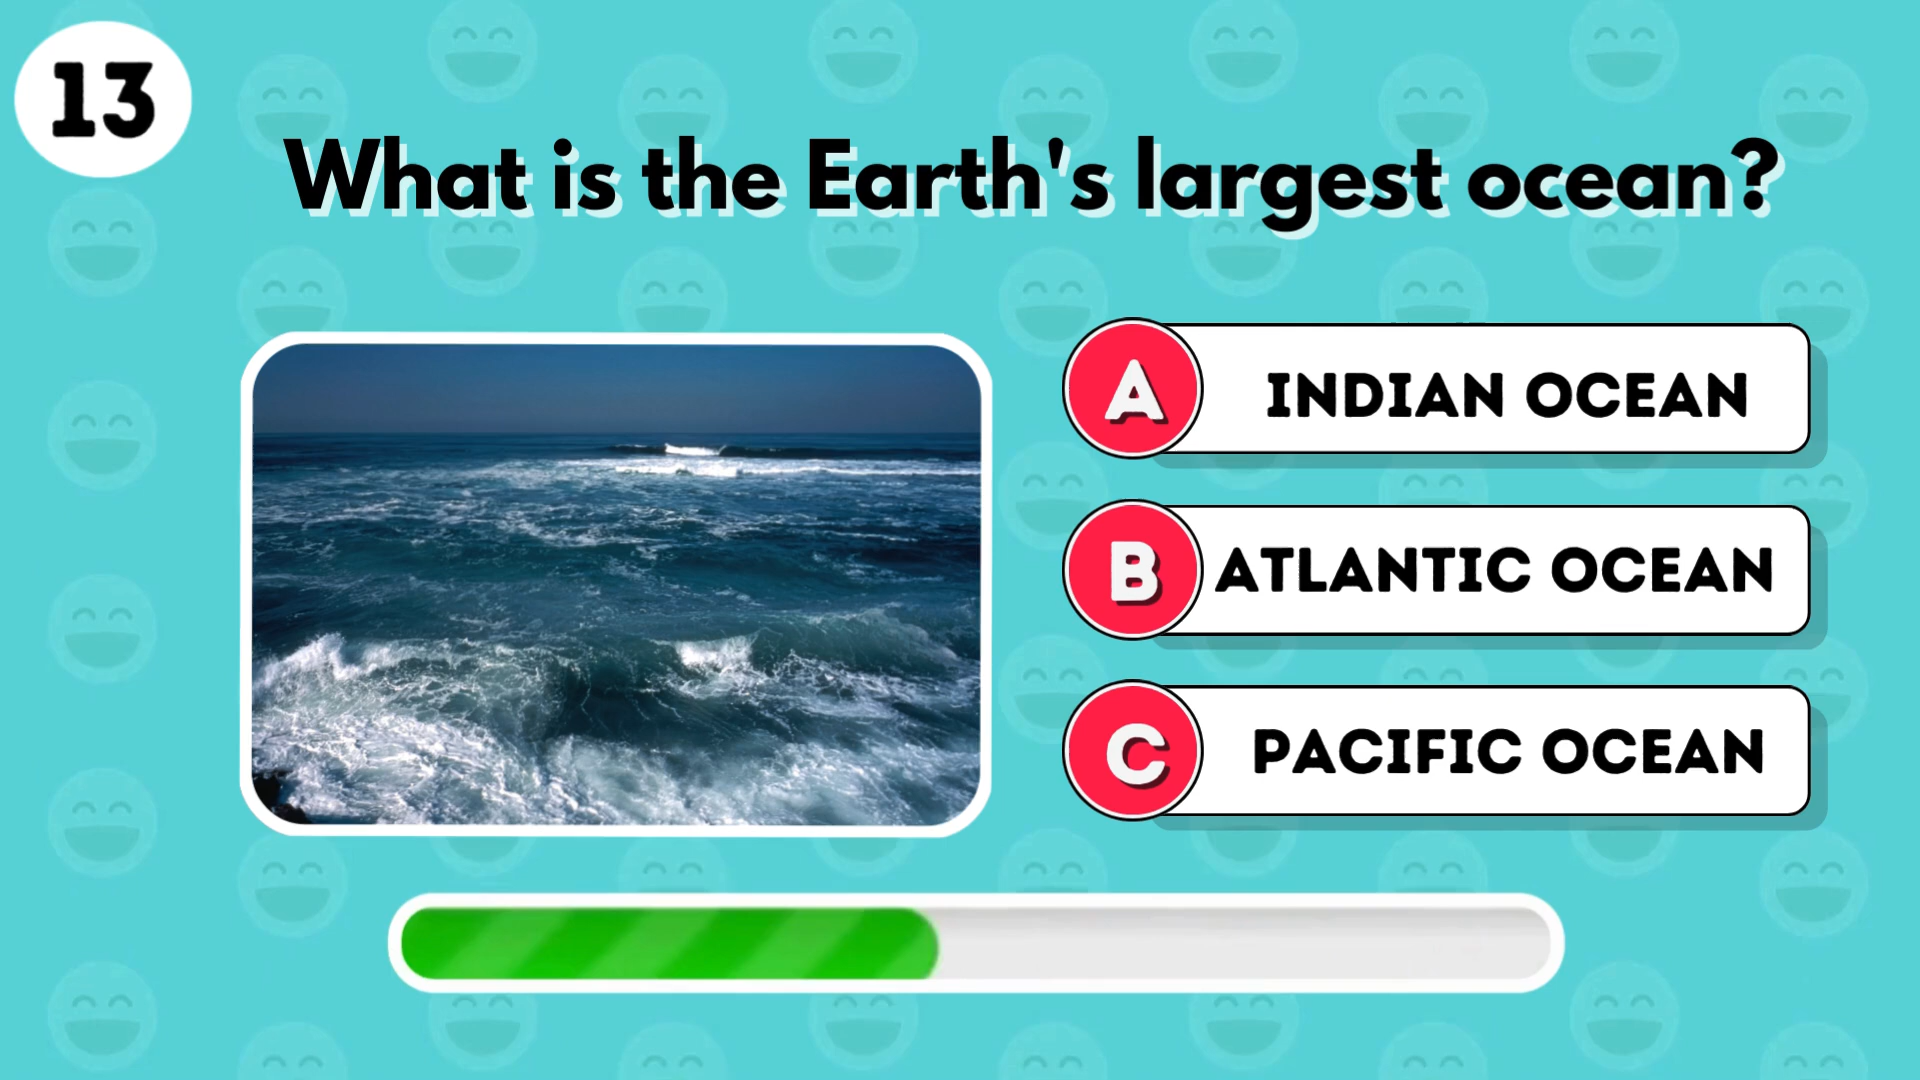 13
What is the Earth's largest ocean?
A INDIAN OCEAN
B ATLANTIC OCEAN
C PACIFIC OCEAN